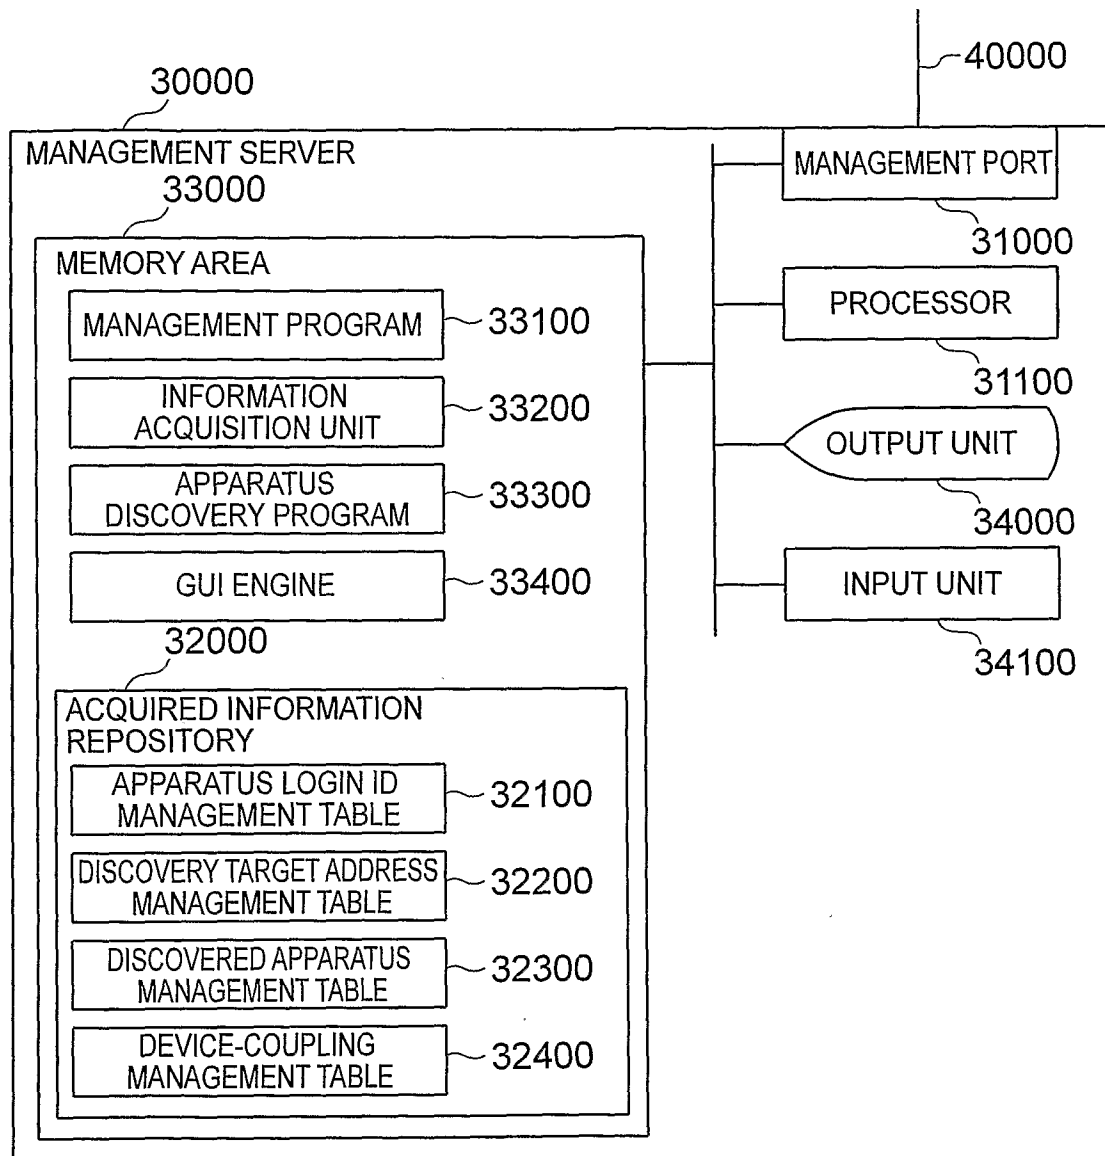 40000
30000
MANAGEMENT SERVER
MANAGEMENT PORT
33000
31000
MEMORY AREA
PROCESSOR
MANAGEMENT PROGRAM
33100
31100
INFORMATION
ACQUISITION UNIT
33200
OUTPUT UNIT
APPARATUS
DISCOVERY PROGRAM
33300
34000
GUI ENGINE
33400
INPUT UNIT
32000
34100
ACQUIRED INFORMATION
REPOSITORY
APPARATUS LOGIN ID
MANAGEMENT TABLE
32100
DISCOVERY TARGET ADDRESS
MANAGEMENT TABLE
32200
DISCOVERED APPARATUS
MANAGEMENT TABLE
32300
DEVICE-COUPLING
MANAGEMENT TABLE
32400